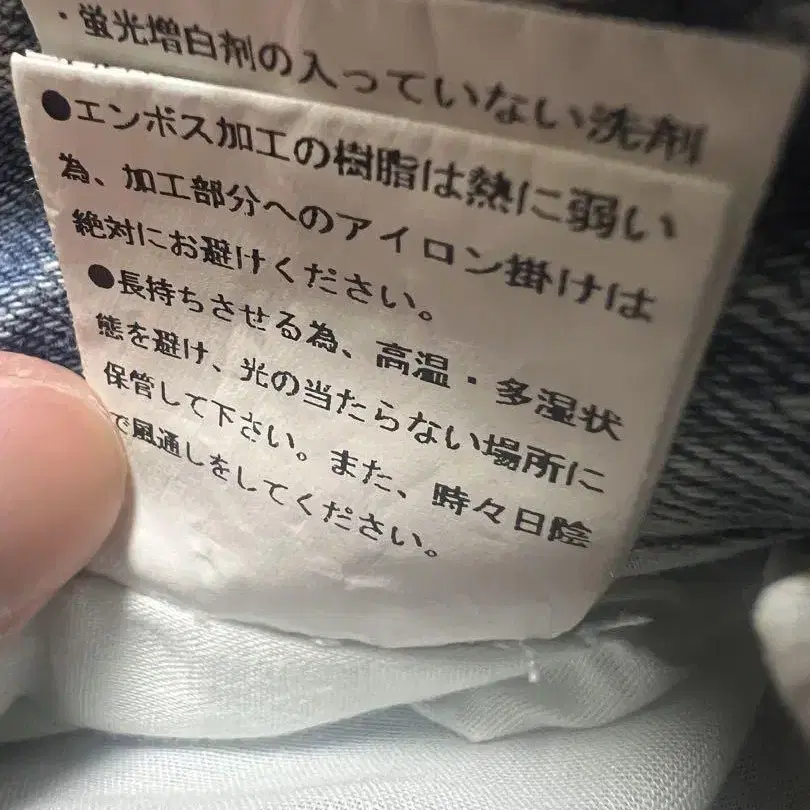 ・蛍光増白剤の入っていない洗剤
●エンボス加工の樹脂は熱に弱い
為、加工部分へのアイロン掛けは
絶対にお避けください。
●長持ちさせる為、高温・多湿状
態を避け、光の当たらない場所に
保管して下さい。また、時々日陰
で風通しをしてください。